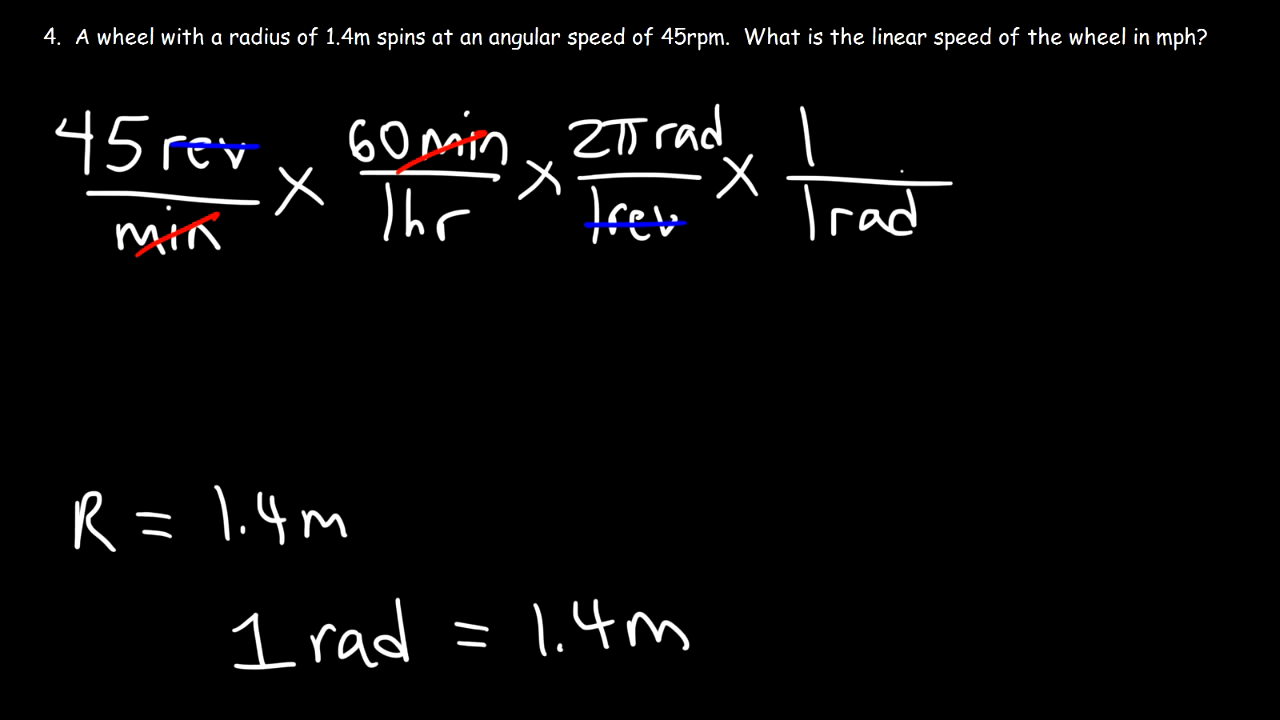 4. A wheel with a radius of 1.4m spins at an angular speed of 45rpm. What is the linear speed of the wheel in mph?
45 rev × 60 min × 2π rad × 1
min 1hr 1rev 1 rad
R = 1.4m
1 rad = 1.4m